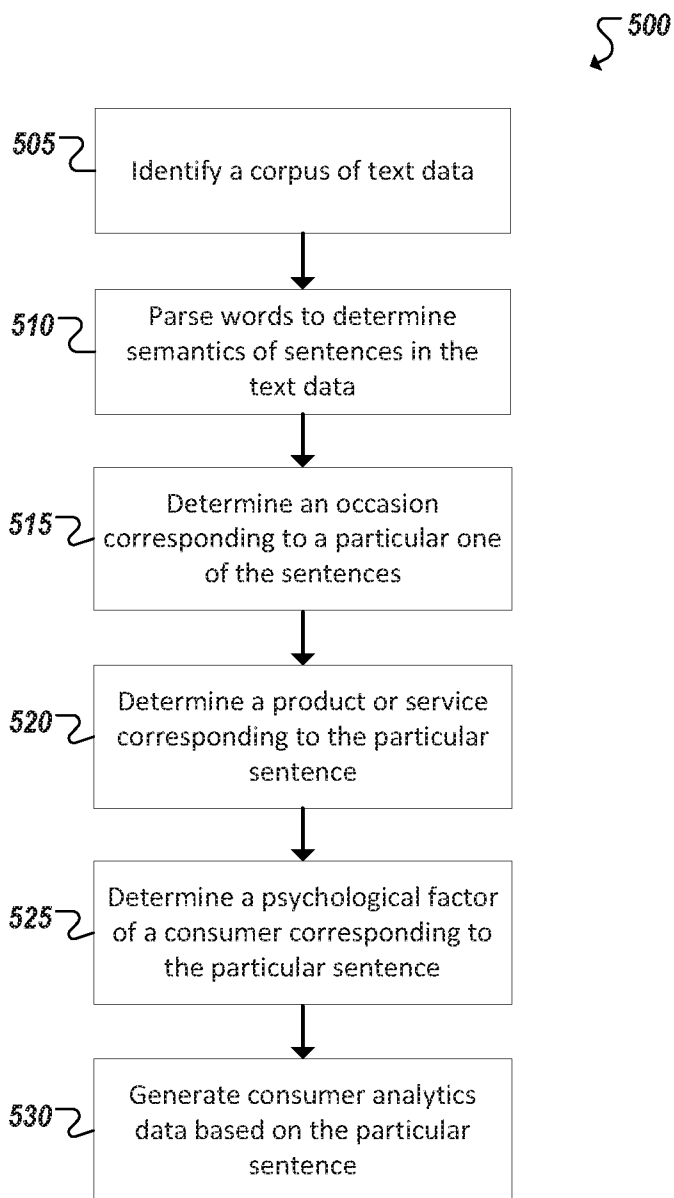 500
505
Identify a corpus of text data
510
Parse words to determine
semantics of sentences in the
text data
515
Determine an occasion
corresponding to a particular one
of the sentences
520
Determine a product or service
corresponding to the particular
sentence
525
Determine a psychological factor
of a consumer corresponding to
the particular sentence
530
Generate consumer analytics
data based on the particular
sentence